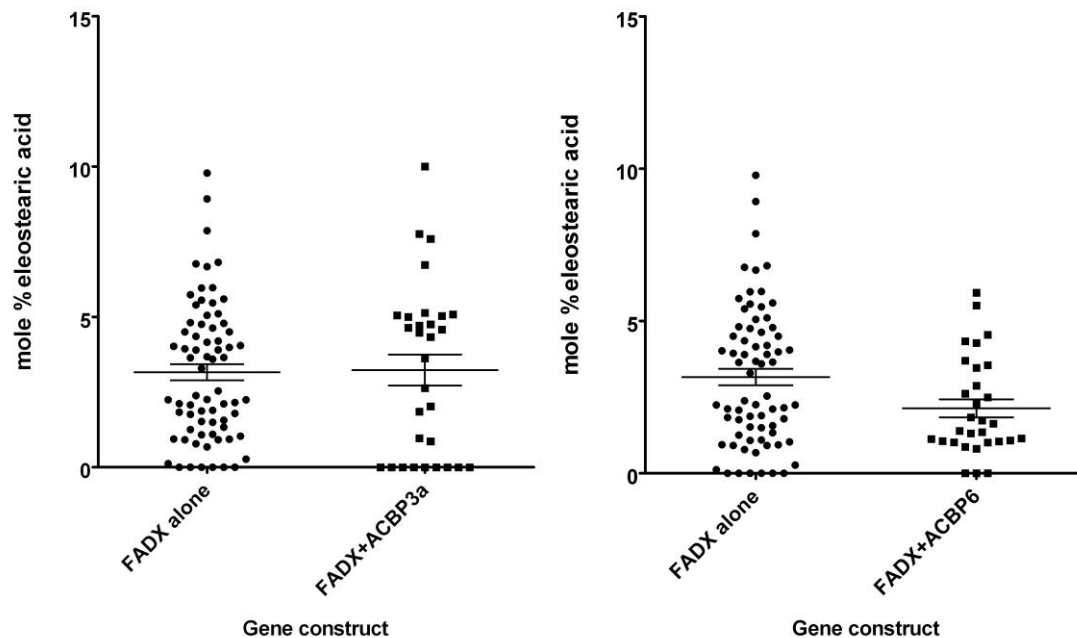 mole % eleostearic acid
15
10
5
0
FADX alone
FADX+ACBP3a
Gene construct
mole % eleostearic acid
15
10
5
0
FADX alone
FADX+ACBP6
Gene construct